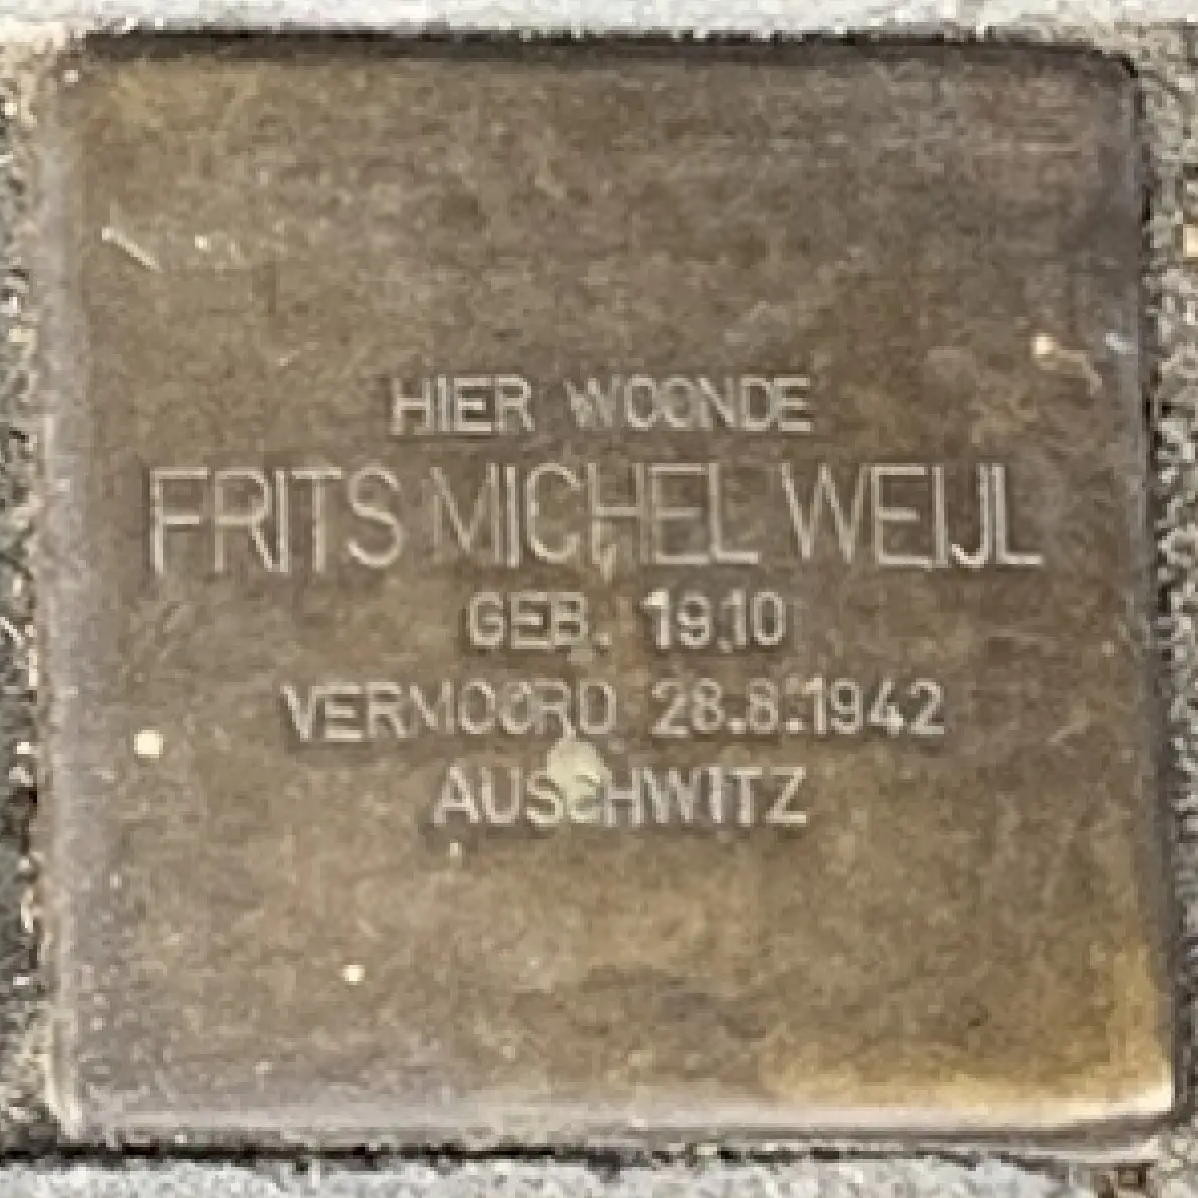 HIER WOONDE
FRITS MICHEL WEIJL
GEB. 1910
VERMOORD 28.8.1942
AUSCHWITZ